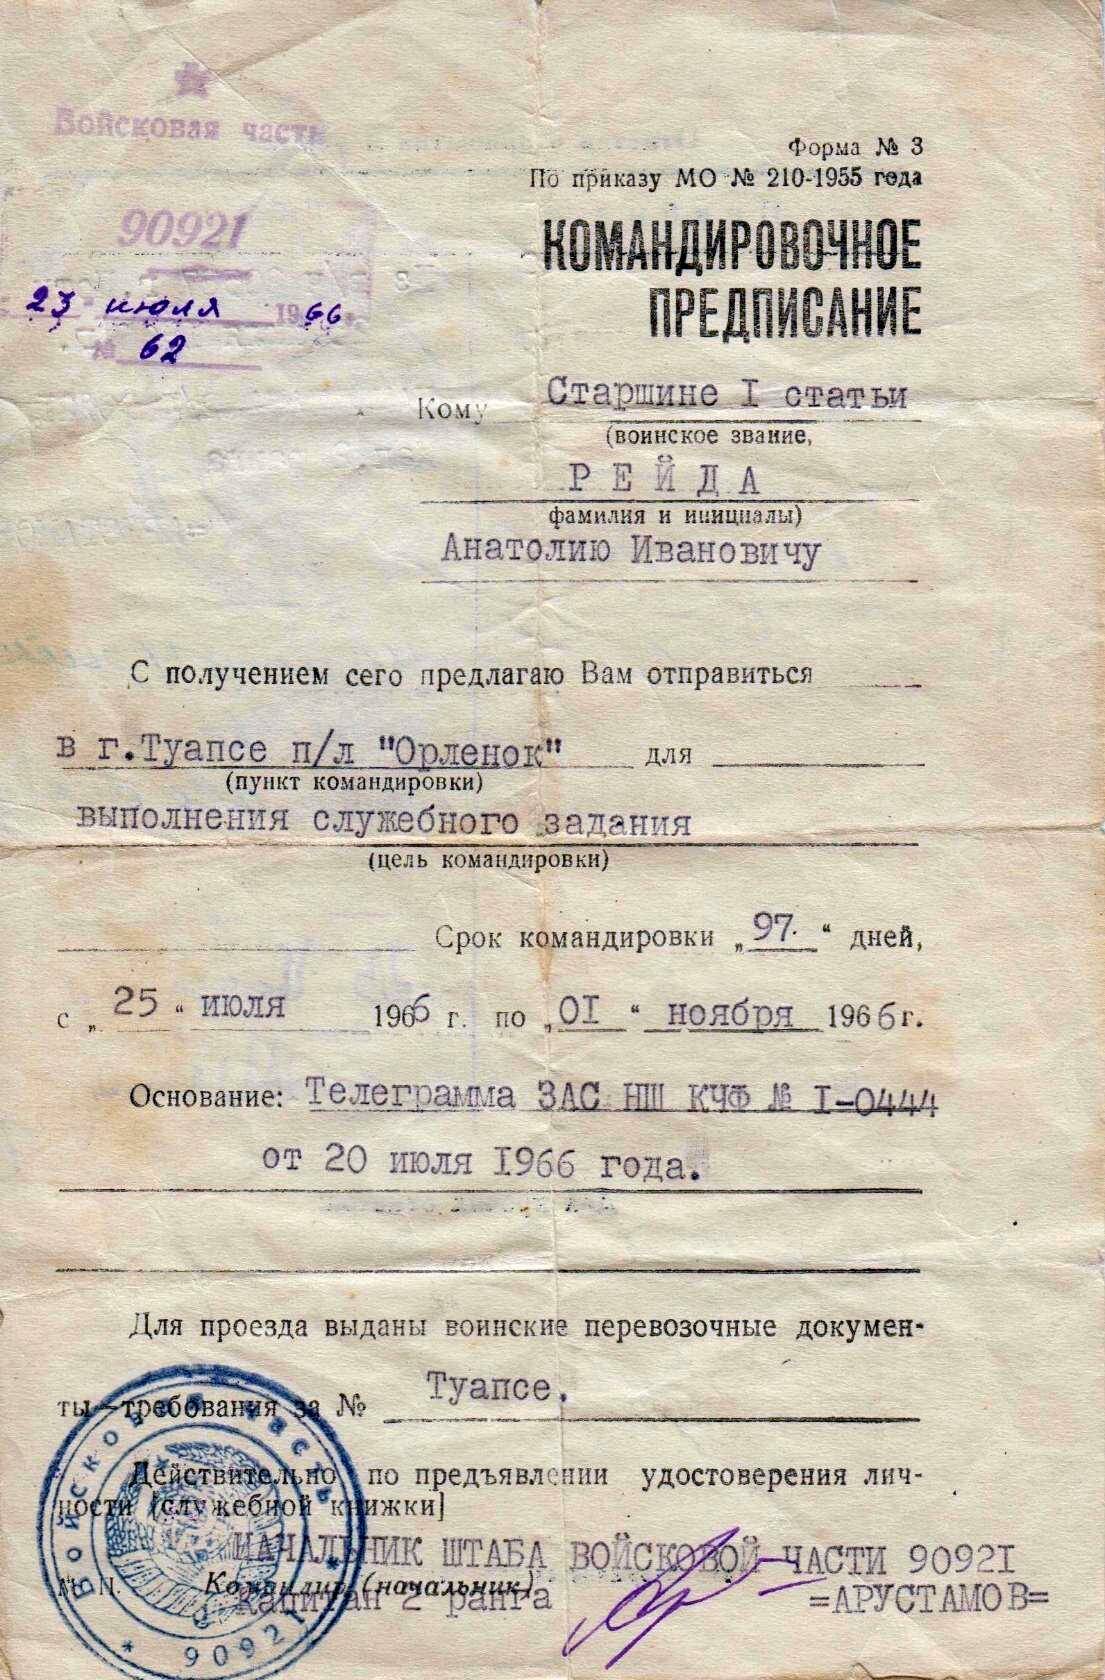 Войсковая часть
90921
23 июля 1966
№ 62
Форма № 3
По приказу МО № 210-1955 года
КОМАНДИРОВОЧНОЕ
ПРЕДПИСАНИЕ
Кому Старшине I статьи
(воинское звание,
РЕЙДА
фамилия и инициалы)
Анатолию Ивановичу
С получением сего предлагаю Вам отправиться
в г.Туапсе п/л "Орленок" для
(пункт командировки)
выполнения служебного задания
(цель командировки)
Срок командировки „97.“ дней,
с „25“ июля 1966 г. по „01“ ноября 1966г.
Основание: Телеграмма ЗАС НШ КЧФ № I-0444
от 20 июля 1966 года.
Для проезда выданы воинские перевозочные докумен-
ты—требования за № Туапсе.
Действительно по предъявлении удостоверения лич-
ности [служебной книжки]
НАЧАЛЬНИК ШТАБА ВОЙСКОВОЙ ЧАСТИ 90921
М. П. Командир (начальник)
Капитан 2 ранга =АРУСТАМОВ=
Войсковая часть
* 90921 *